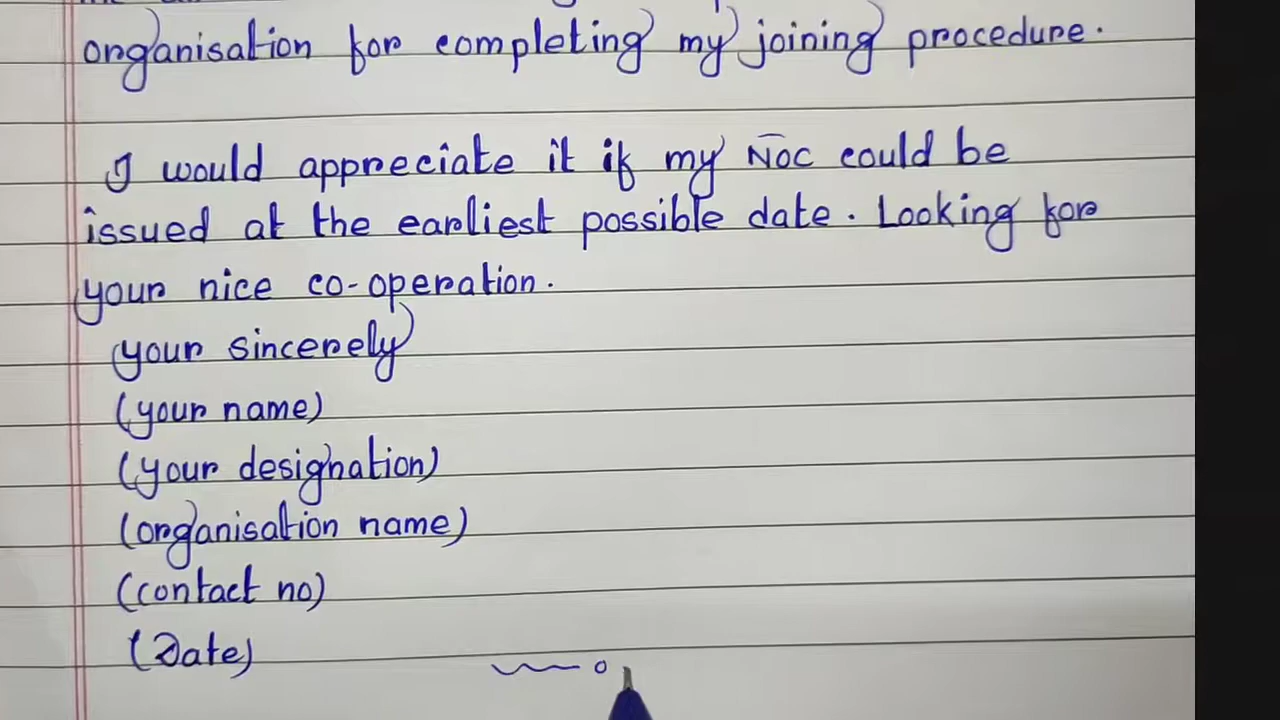 organisation for completing my joining procedure.
I would appreciate it if my NOC could be
issued at the earliest possible date. Looking for
your nice co-operation.
your sincerely
(your name)
(your designation)
(organisation name)
(contact no)
(Date)